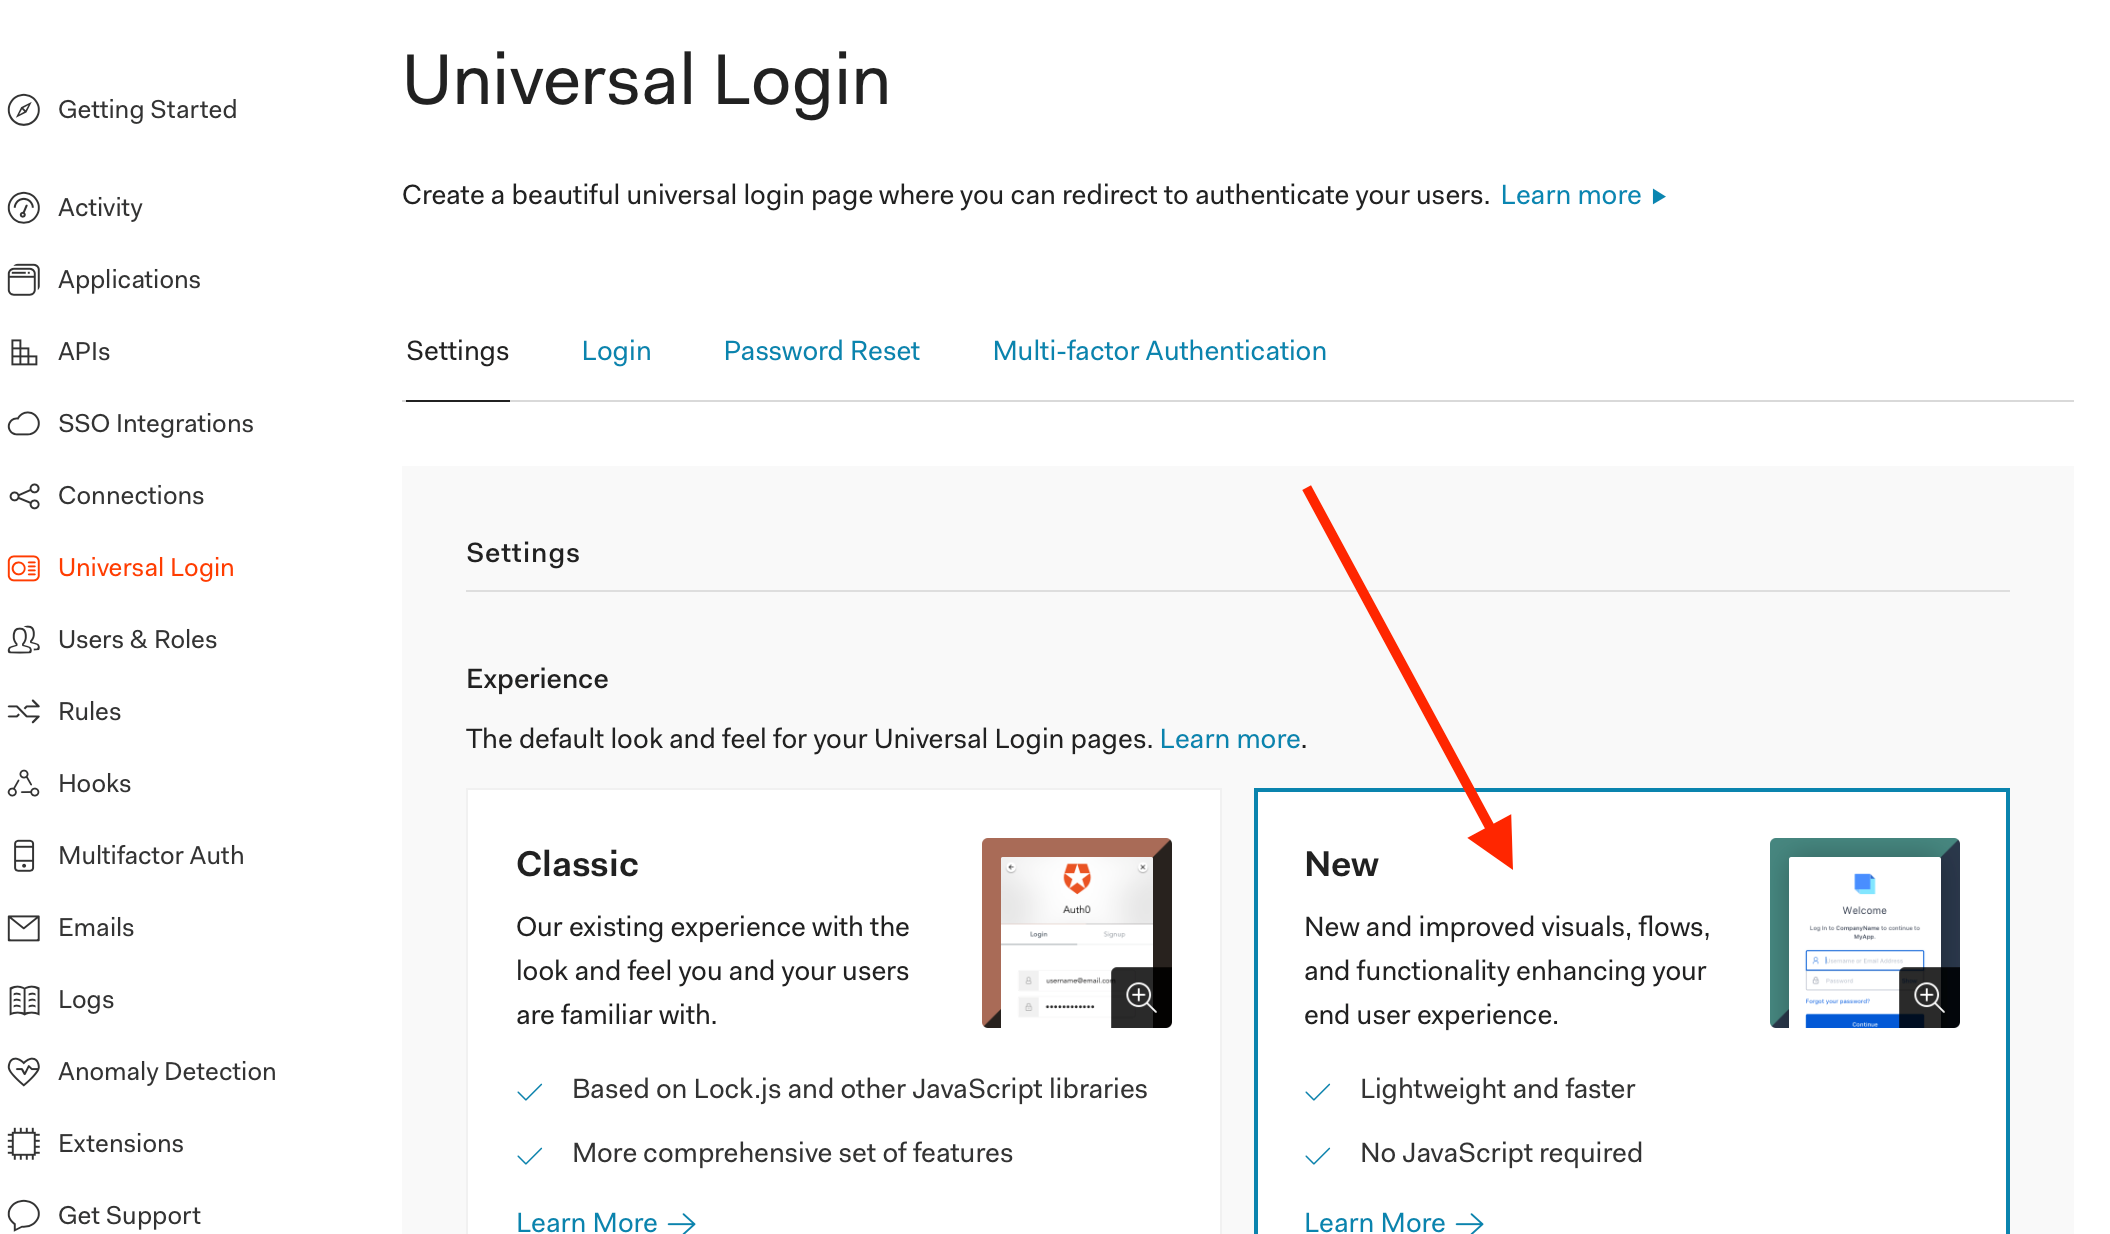 Universal Login
Getting Started
Activity
Applications
APIs
SSO Integrations
Connections
Universal Login
Users & Roles
Rules
Hooks
Multifactor Auth
Emails
Logs
Anomaly Detection
Extensions
Get Support
Create a beautiful universal login page where you can redirect to authenticate your users. Learn more
Settings Login Password Reset Multi-factor Authentication
Settings
Experience
The default look and feel for your Universal Login pages. Learn more.
Classic
Our existing experience with the
look and feel you and your users
are familiar with.
Auth0
Login Signup
username@email.com
Based on Lock.js and other JavaScript libraries
More comprehensive set of features
Learn More
New
New and improved visuals, flows,
and functionality enhancing your
end user experience.
Welcome
Log In to CompanyName to continue to
MyApp
Username or Email Address
Password
Forgot your password?
Continue
Lightweight and faster
No JavaScript required
Learn More